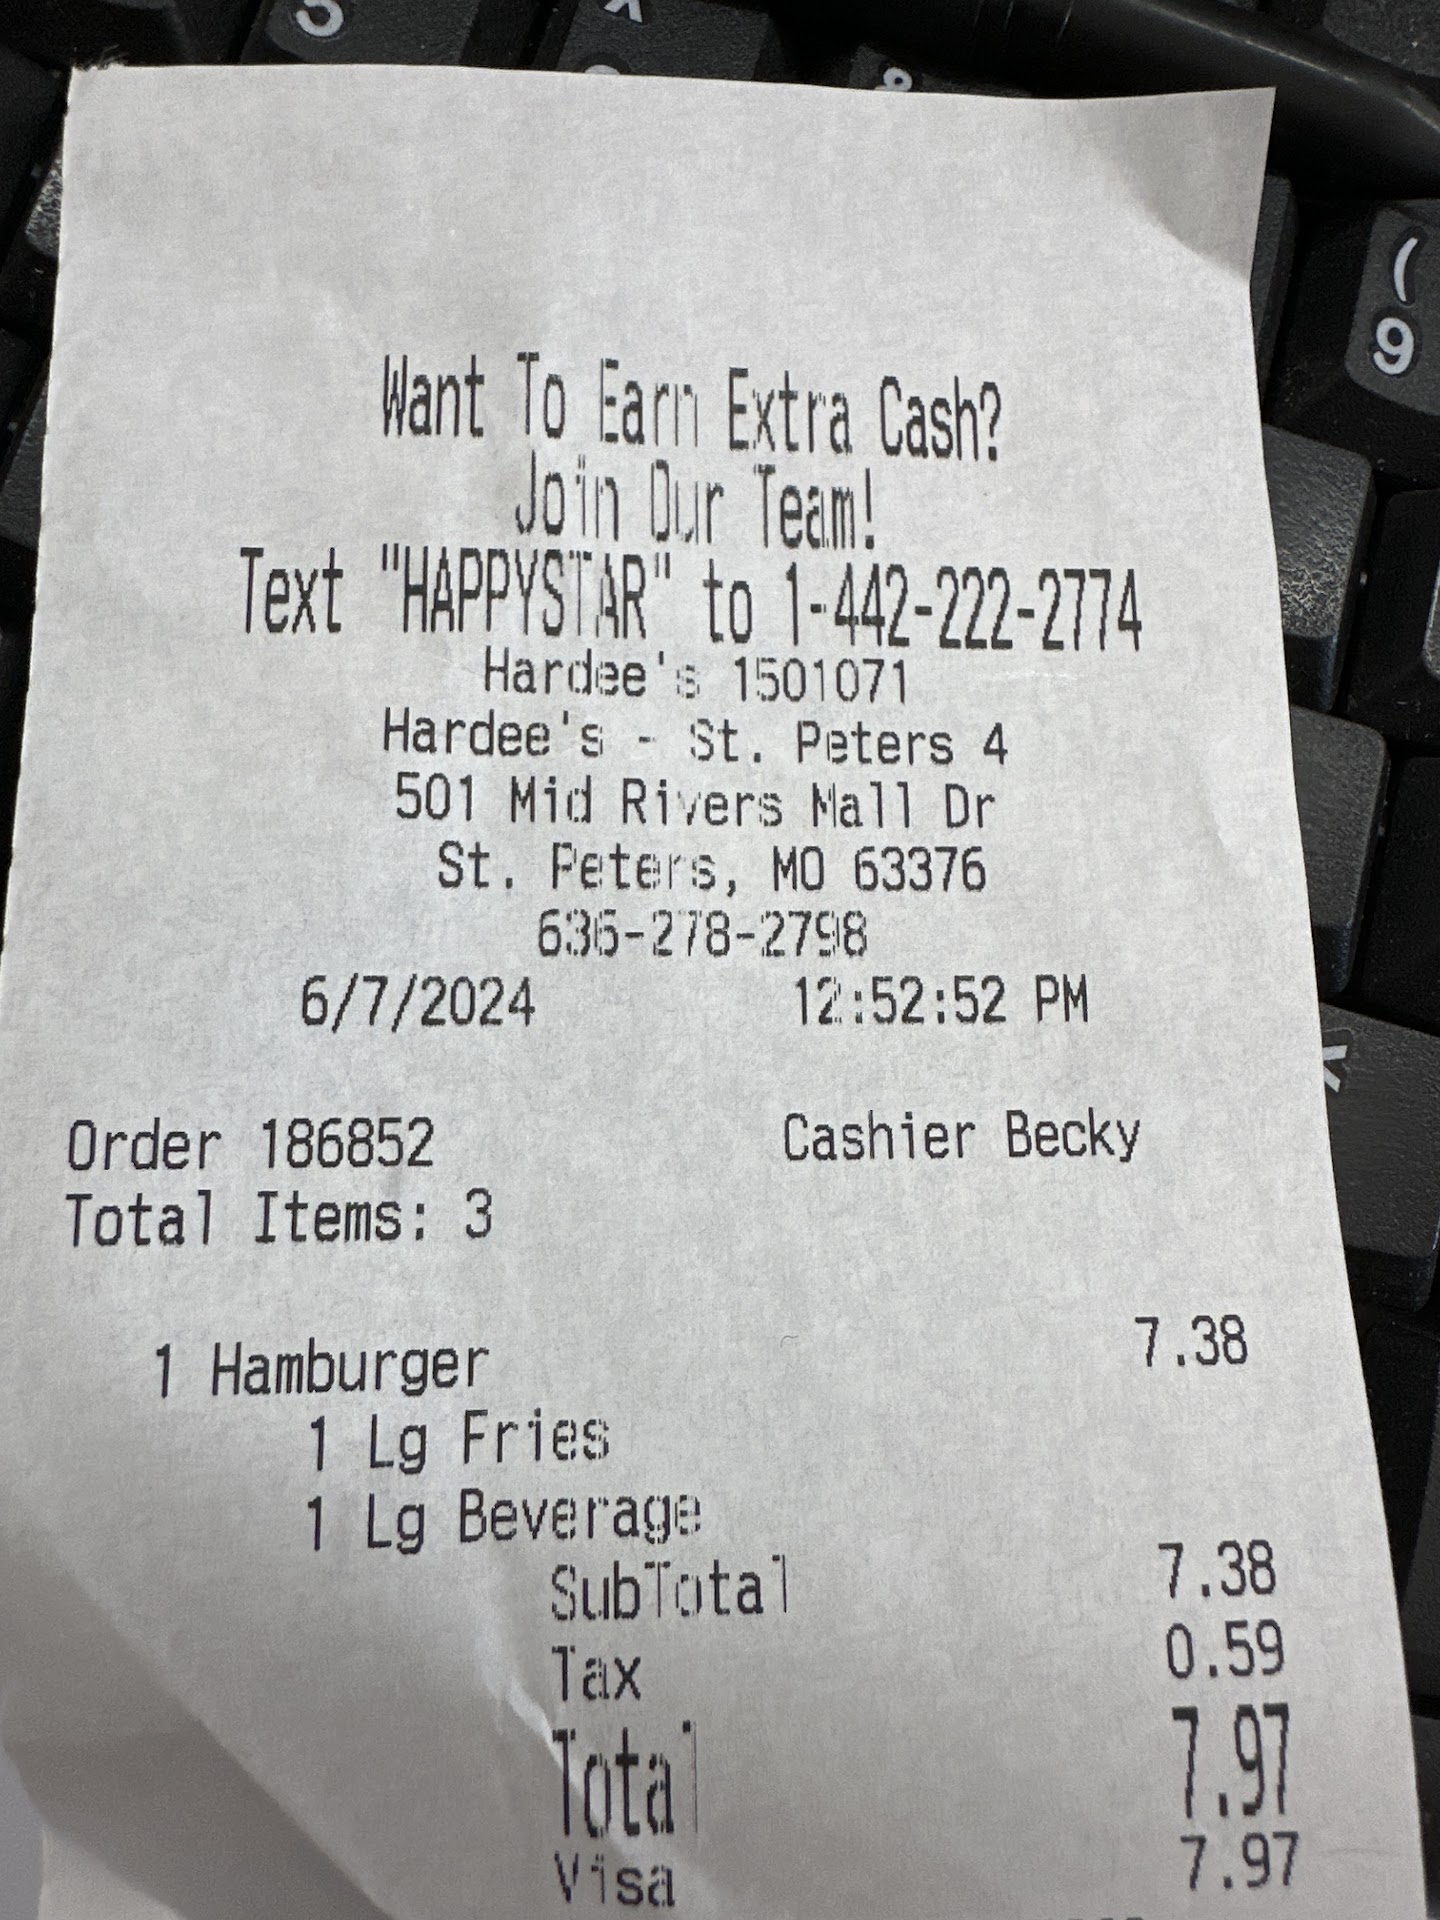 Want To Earn Extra Cash?
Join Our Team!
Text "HAPPYSTAR" to 1-442-222-2774
Hardee's 1501071
Hardee's - St. Peters 4
501 Mid Rivers Mall Dr
St. Peters, MO 63376
636-278-2798
6/7/2024 12:52:52 PM
Order 186852 Cashier Becky
Total Items: 3
1 Hamburger 7.38
1 Lg Fries
1 Lg Beverage
SubTotal 7.38
Tax 0.59
Total 7.97
Visa 7.97
(
9
K